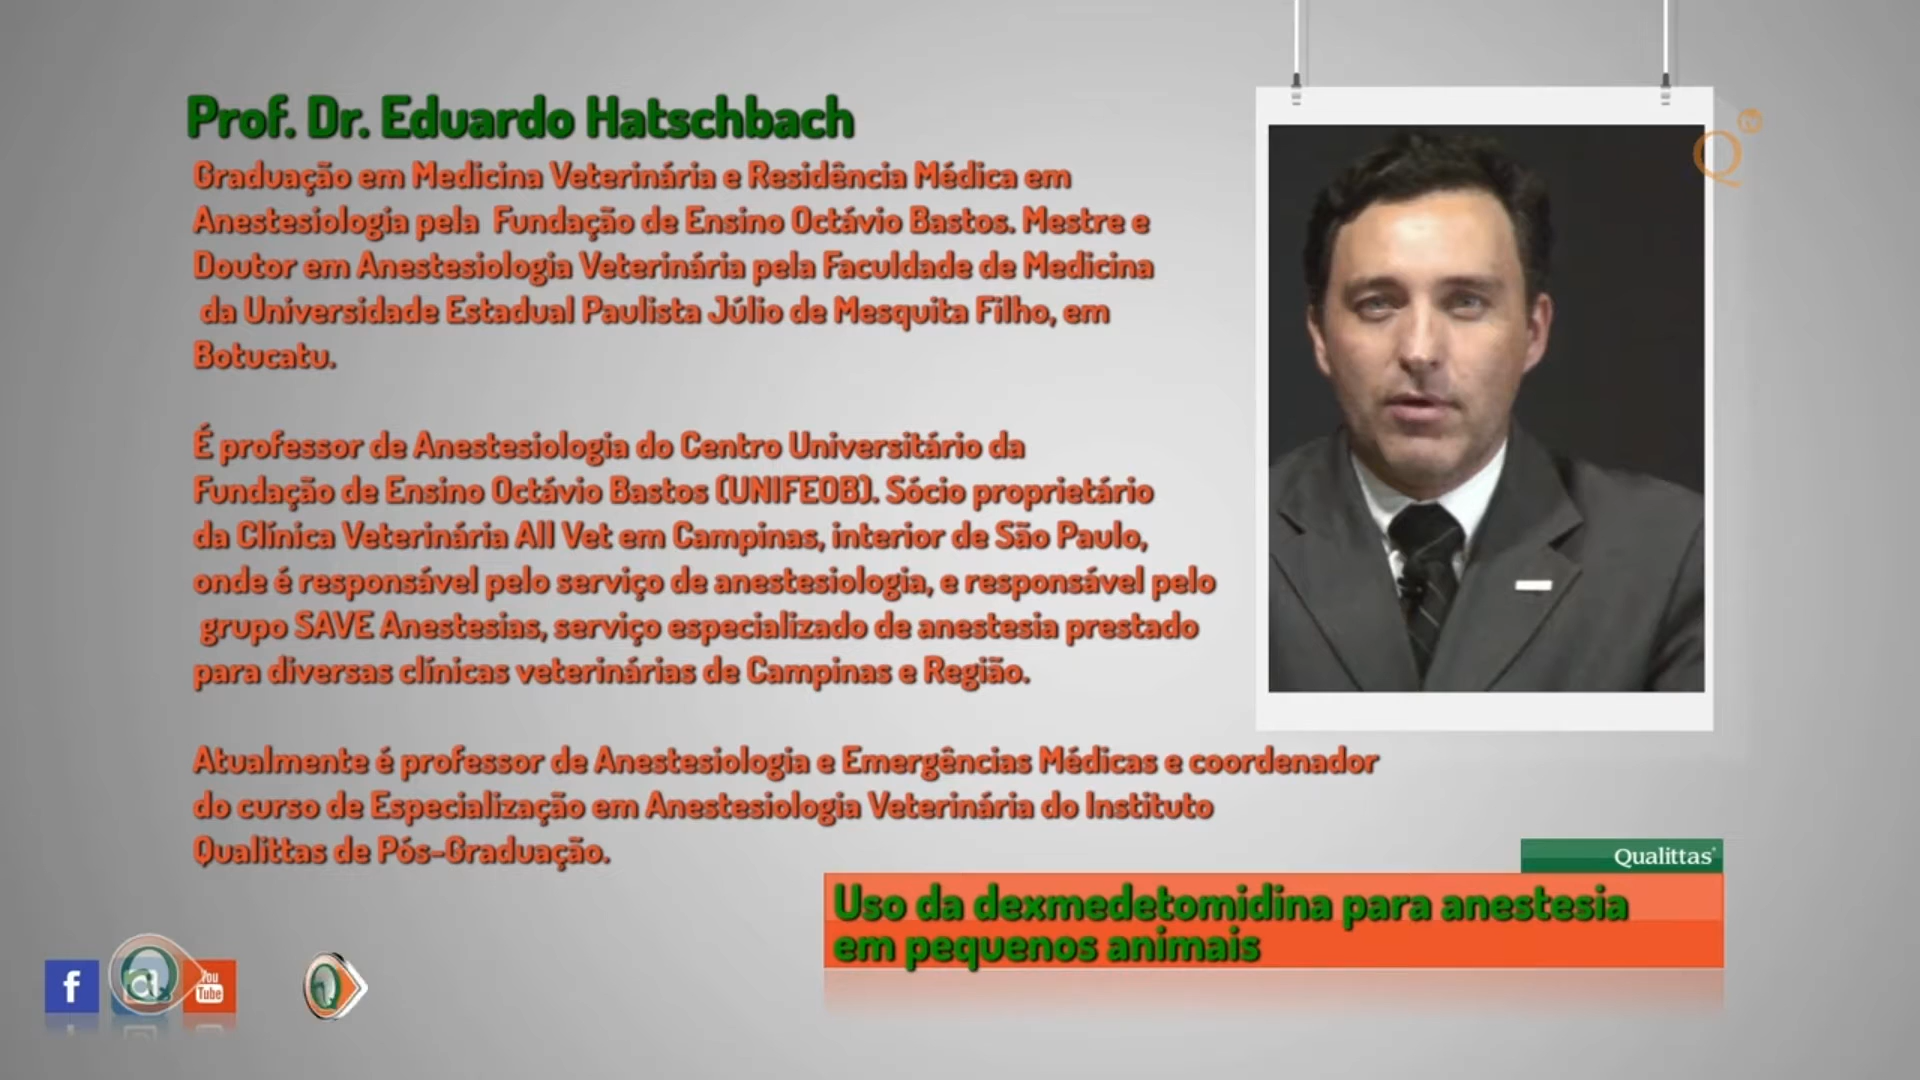 Prof. Dr. Eduardo Hatschbach
Graduação em Medicina Veterinária e Residência Médica em
Anestesiologia pela Fundação de Ensino Octávio Bastos. Mestre e
Doutor em Anestesiologia Veterinária pela Faculdade de Medicina
da Universidade Estadual Paulista Júlio de Mesquita Filho, em
Botucatu.
É professor de Anestesiologia do Centro Universitário da
Fundação de Ensino Octávio Bastos (UNIFEOB). Sócio proprietário
da Clínica Veterinária All Vet em Campinas, interior de São Paulo,
onde é responsável pelo serviço de anestesiologia, e responsável pelo
grupo SAVE Anestesias, serviço especializado de anestesia prestado
para diversas clínicas veterinárias de Campinas e Região.
Atualmente é professor de Anestesiologia e Emergências Médicas e coordenador
do curso de Especialização em Anestesiologia Veterinária do Instituto
Qualittas de Pós-Graduação.
Q TV
Qualittas
Uso da dexmedetomidina para anestesia
em pequenos animais
f
You
Tube
Q